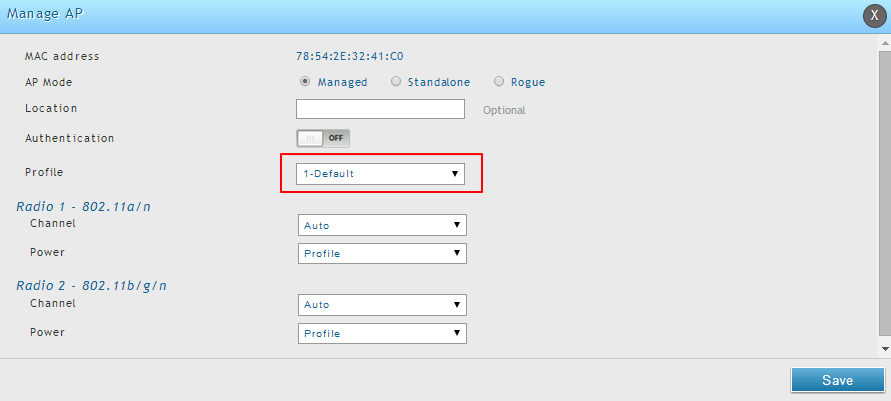 Manage AP X
MAC address 78:54:2E:32:41:C0
AP Mode Managed Standalone Rogue
Location Optional
Authentication OFF
Profile 1-Default
Radio 1 - 802.11a/n
Channel Auto
Power Profile
Radio 2 - 802.11b/g/n
Channel Auto
Power Profile
Save